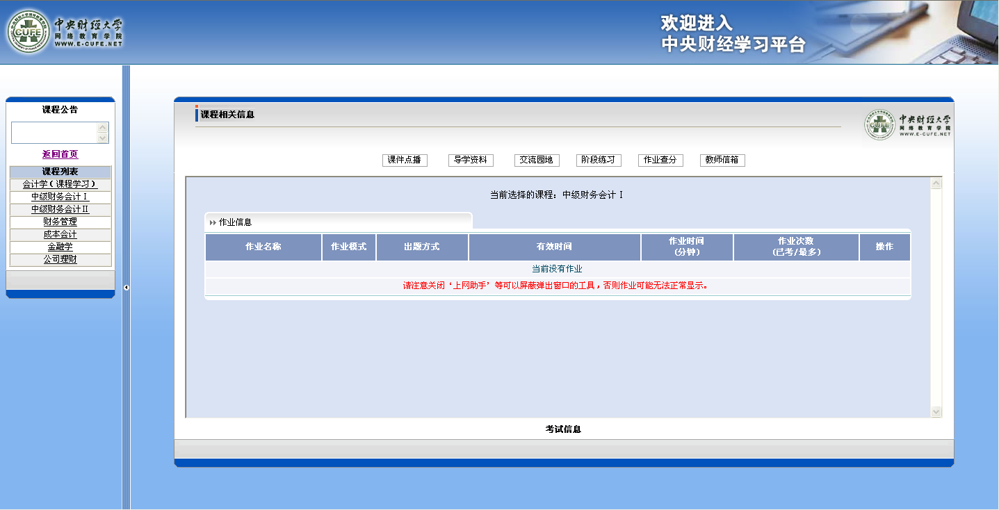 中央财经大学
网络教育学院
WWW.E-CUFE.NET
CUFE
欢迎进入
中央财经学习平台
课程公告
返回首页
课程列表
会计学(课程学习)
中级财务会计Ⅰ
中级财务会计Ⅱ
财务管理
成本会计
金融学
公司理财
课程相关信息
CUFE
中央财经大学
网络教育学院
WWW.E-CUFE.NET
课件点播 导学资料 交流园地 阶段练习 作业查分 教师信箱
当前选择的课程：中级财务会计Ⅰ
作业信息
作业名称 作业模式 出题方式 有效时间 作业时间(分钟) 作业次数(已考/最多) 操作
当前没有作业
请注意关闭‘上网助手’等可以屏蔽弹出窗口的工具，否则作业可能无法正常显示。
考试信息